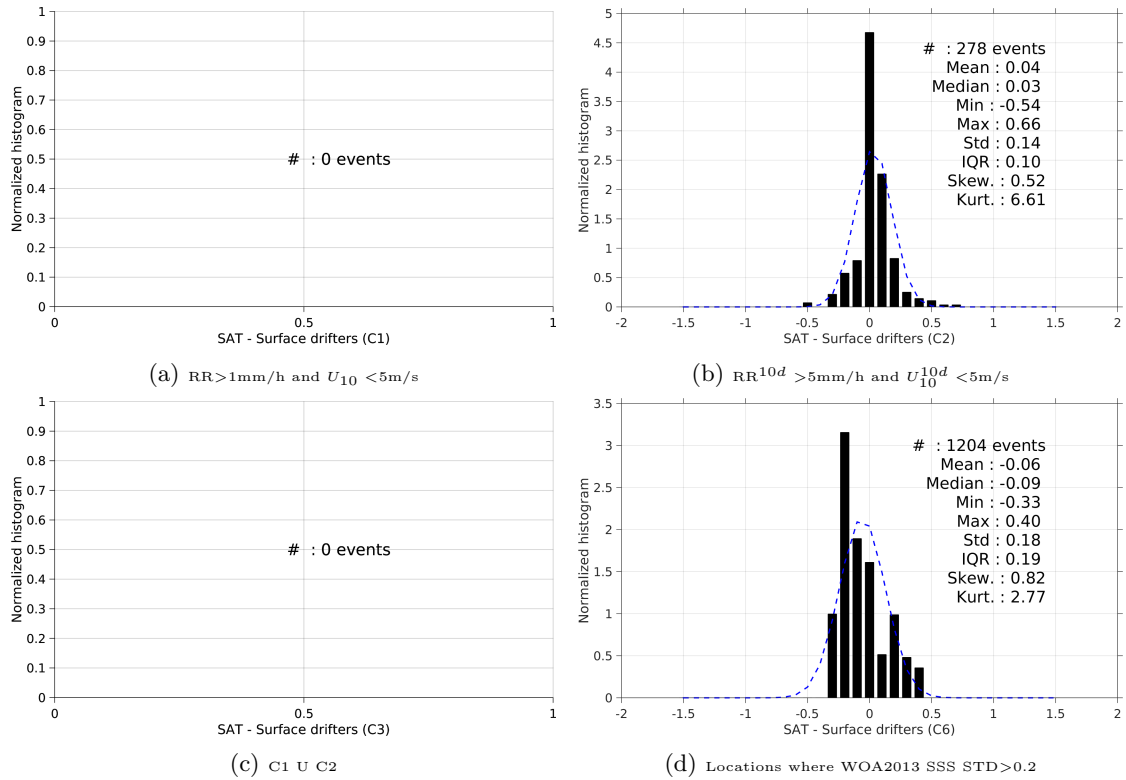 1
0.9
0.8
0.7
0.6
0.5
0.4
0.3
0.2
0.1
0
Normalized histogram
# : 0 events
0 0.5 1
SAT - Surface drifters (C1)
(a) RR>1mm/h and U10 <5m/s
5
4.5
4
3.5
3
2.5
2
1.5
1
0.5
0
Normalized histogram
# : 278 events
Mean : 0.04
Median : 0.03
Min : -0.54
Max : 0.66
Std : 0.14
IQR : 0.10
Skew. : 0.52
Kurt. : 6.61
-2 -1.5 -1 -0.5 0 0.5 1 1.5 2
SAT - Surface drifters (C2)
(b) RR^10d >5mm/h and U10^10d <5m/s
1
0.9
0.8
0.7
0.6
0.5
0.4
0.3
0.2
0.1
0
Normalized histogram
# : 0 events
0 0.5 1
SAT - Surface drifters (C3)
(c) C1 U C2
3.5
3
2.5
2
1.5
1
0.5
0
Normalized histogram
# : 1204 events
Mean : -0.06
Median : -0.09
Min : -0.33
Max : 0.40
Std : 0.18
IQR : 0.19
Skew. : 0.82
Kurt. : 2.77
-2 -1.5 -1 -0.5 0 0.5 1 1.5 2
SAT - Surface drifters (C6)
(d) Locations where WOA2013 SSS STD>0.2